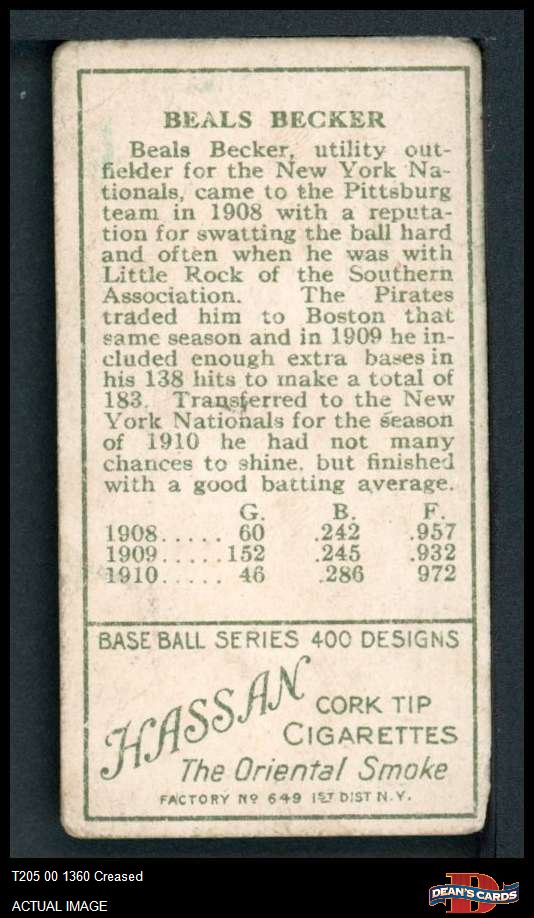 BEALS BECKER
Beals Becker, utility out-
fielder for the New York Na-
tionals, came to the Pittsburg
team in 1908 with a reputa-
tion for swatting the ball hard
and often when he was with
Little Rock of the Southern
Association. The Pirates
traded him to Boston that
same season and in 1909 he in-
cluded enough extra bases in
his 138 hits to make a total of
183. Transferred to the New
York Nationals for the season
of 1910 he had not many
chances to shine, but finished
with a good batting average.
G. B. F.
1908..... 60 .242 .957
1909.....152 .245 .932
1910..... 46 .286 972
BASE BALL SERIES 400 DESIGNS
HASSAN
CORK TIP
CIGARETTES
The Oriental Smoke
FACTORY Nº 649 1ST DIST N.Y.
T205 00 1360 Creased
ACTUAL IMAGE
D
DEAN'S CARDS